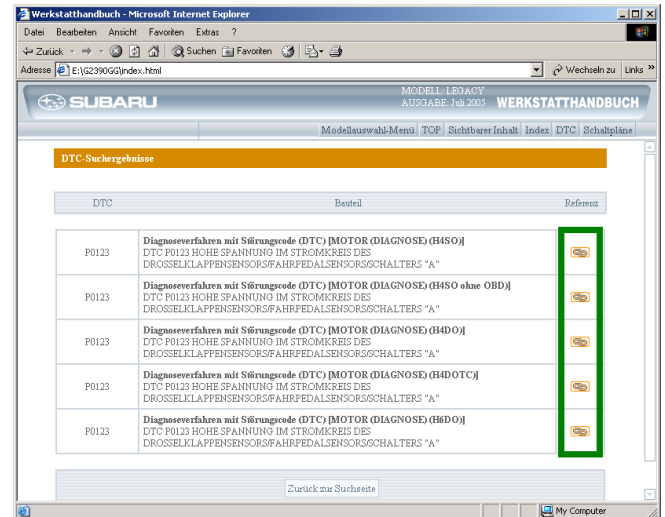 Werkstatthandbuch - Microsoft Internet Explorer
Datei Bearbeiten Ansicht Favoriten Extras ?
Zurück Suchen Favoriten
Adresse E:\G2390GG\index.html Wechseln zu Links »
SUBARU
MODELL: LEGACY
AUSGABE: Juli 2005 WERKSTATTHANDBUCH
Modellauswahl-Menü TOP Sichtbarer Inhalt Index DTC Schaltpläne
DTC-Suchergebnisse
DTC Bauteil Referenz
Diagnoseverfahren mit Störungscode (DTC) [MOTOR (DIAGNOSE) (H4SO)]
P0123 DTC P0123 HOHE SPANNUNG IM STROMKREIS DES
DROSSELKLAPPENSENSORS/FAHRPEDALSENSORS/SCHALTERS "A"
Diagnoseverfahren mit Störungscode (DTC) [MOTOR (DIAGNOSE) (H4SO ohne OBD)]
P0123 DTC P0123 HOHE SPANNUNG IM STROMKREIS DES
DROSSELKLAPPENSENSORS/FAHRPEDALSENSORS/SCHALTERS "A"
Diagnoseverfahren mit Störungscode (DTC) [MOTOR (DIAGNOSE) (H4DO)]
P0123 DTC P0123 HOHE SPANNUNG IM STROMKREIS DES
DROSSELKLAPPENSENSORS/FAHRPEDALSENSORS/SCHALTERS "A"
Diagnoseverfahren mit Störungscode (DTC) [MOTOR (DIAGNOSE) (H4DOTC)]
P0123 DTC P0123 HOHE SPANNUNG IM STROMKREIS DES
DROSSELKLAPPENSENSORS/FAHRPEDALSENSORS/SCHALTERS "A"
Diagnoseverfahren mit Störungscode (DTC) [MOTOR (DIAGNOSE) (H6DO)]
P0123 DTC P0123 HOHE SPANNUNG IM STROMKREIS DES
DROSSELKLAPPENSENSORS/FAHRPEDALSENSORS/SCHALTERS "A"
Zurück zur Suchseite
My Computer